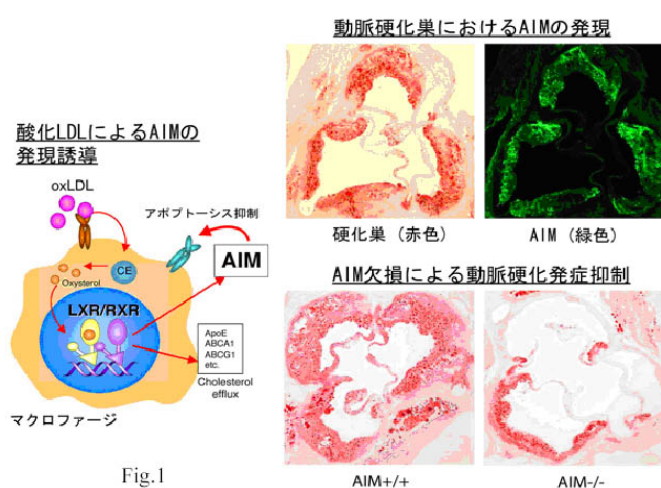 酸化LDLによるAIMの
発現誘導
oxLDL
アポプトーシス抑制
AIM
CE
Oxysterol
LXR/RXR
ApoE
ABCA1
ABCG1
etc.
Cholesterol
efflux
マクロファージ
Fig.1
動脈硬化巣におけるAIMの発現
硬化巣（赤色）
AIM（緑色）
AIM欠損による動脈硬化発症抑制
AIM+/+
AIM-/-